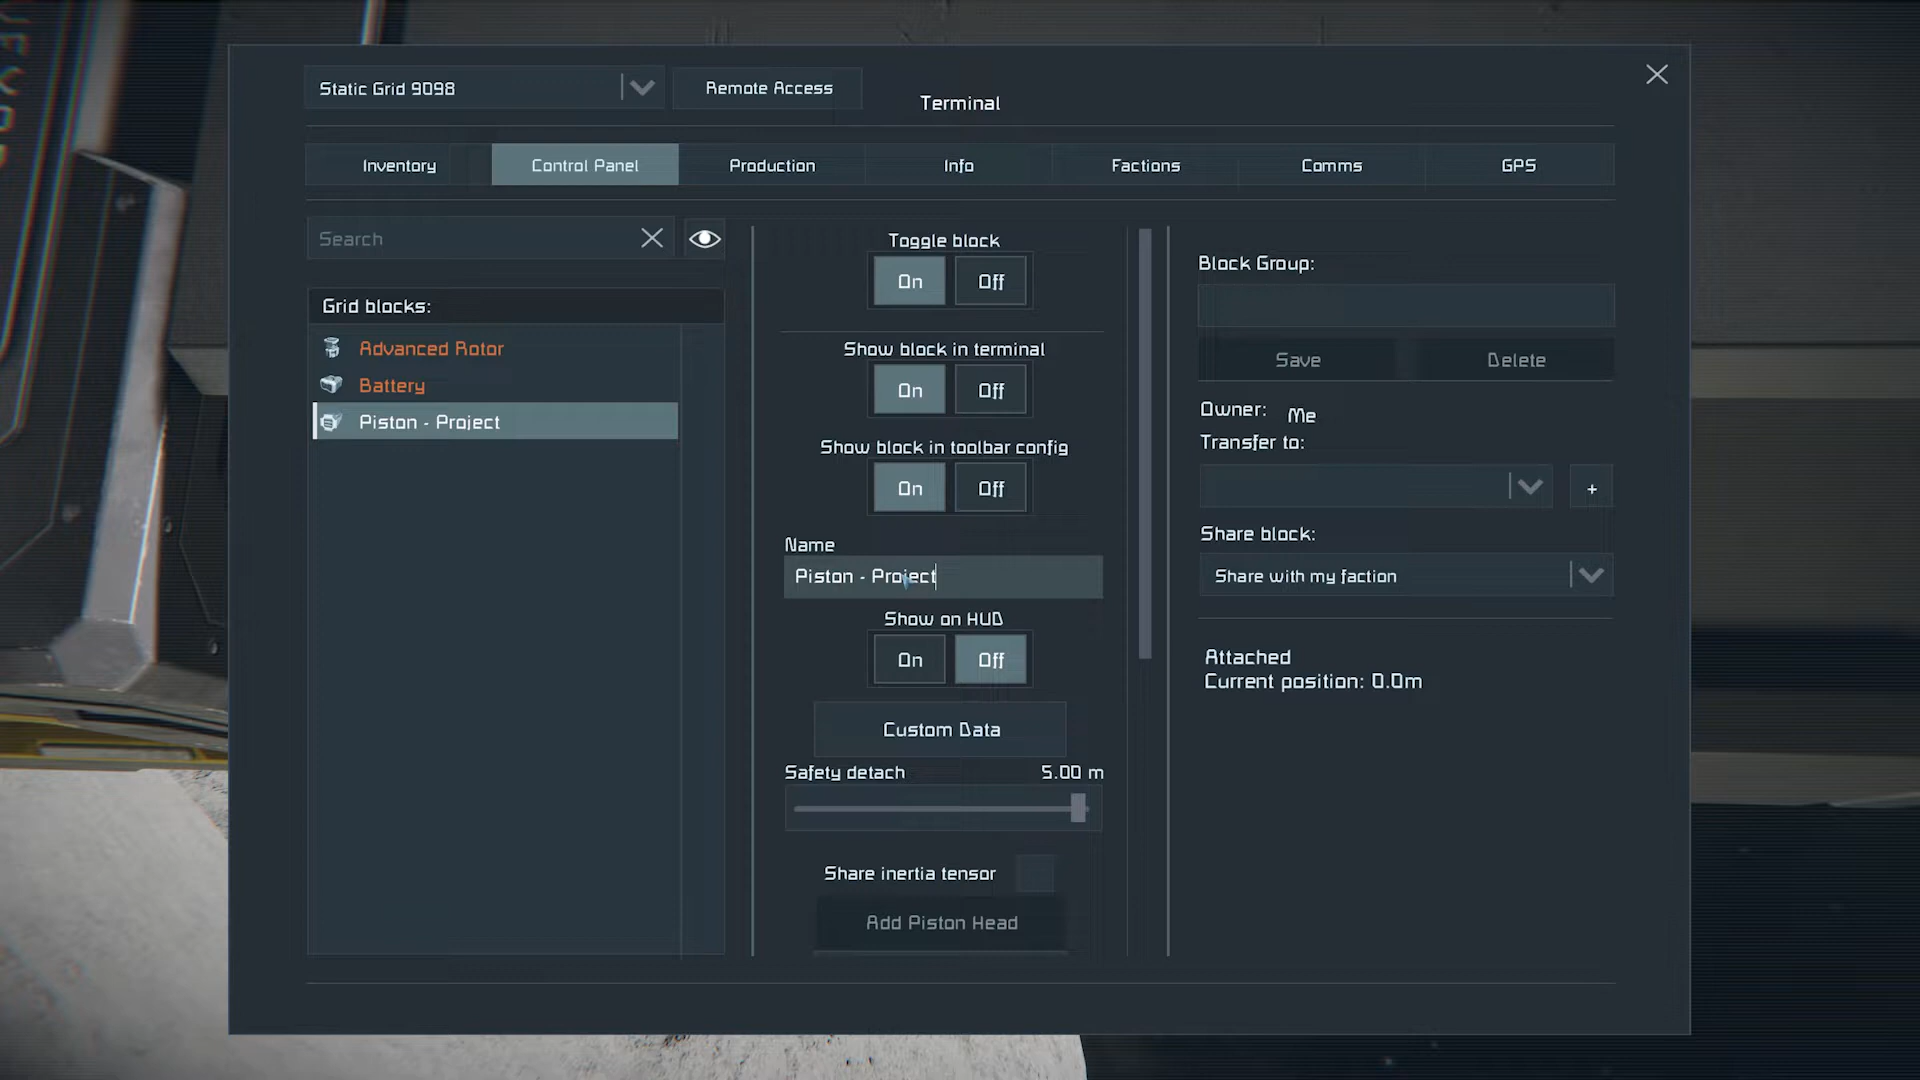 Static Grid 9098
Remote Access
Terminal
Inventory
Control Panel
Production
Info
Factions
Comms
GPS
Search
Grid blocks:
Advanced Rotor
Battery
Piston - Project
Toggle block
On
Off
Show block in terminal
On
Off
Show block in toolbar config
On
Off
Name
Piston - Project
Show on HUD
On
Off
Custom Data
Safety detach 5.00 m
Share inertia tensor
Add Piston Head
Block Group:
Save
Delete
Owner: Me
Transfer to:
+
Share block:
Share with my faction
Attached
Current position: 0.0m